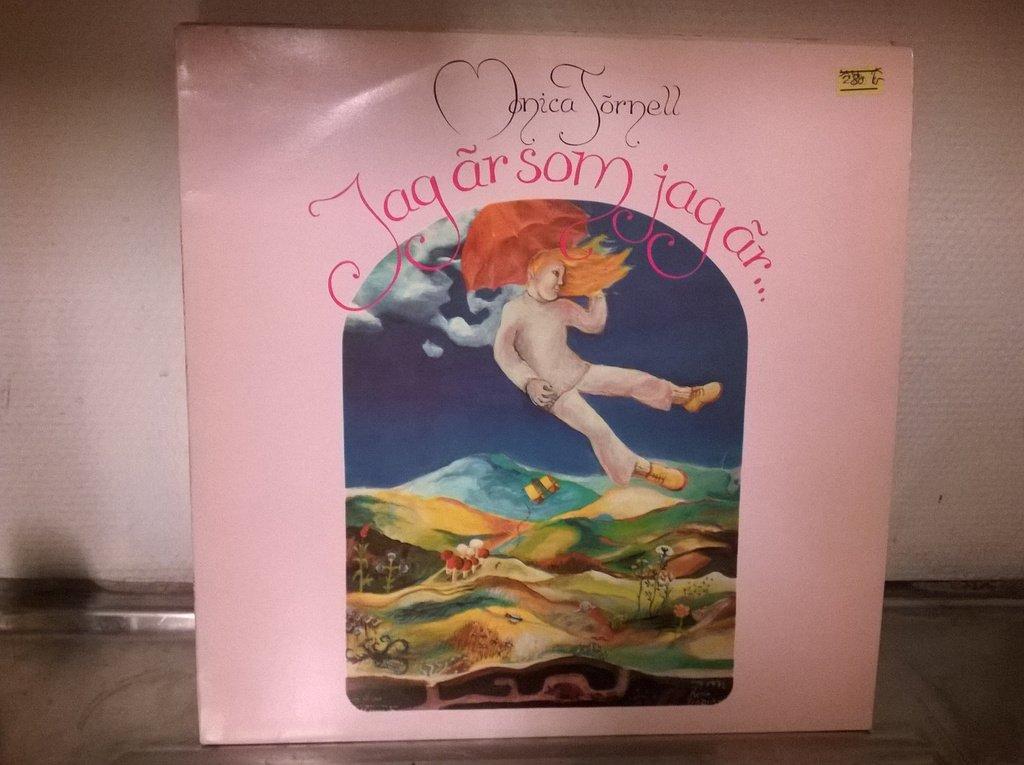 Monica Törnell
Jag är som jag är...